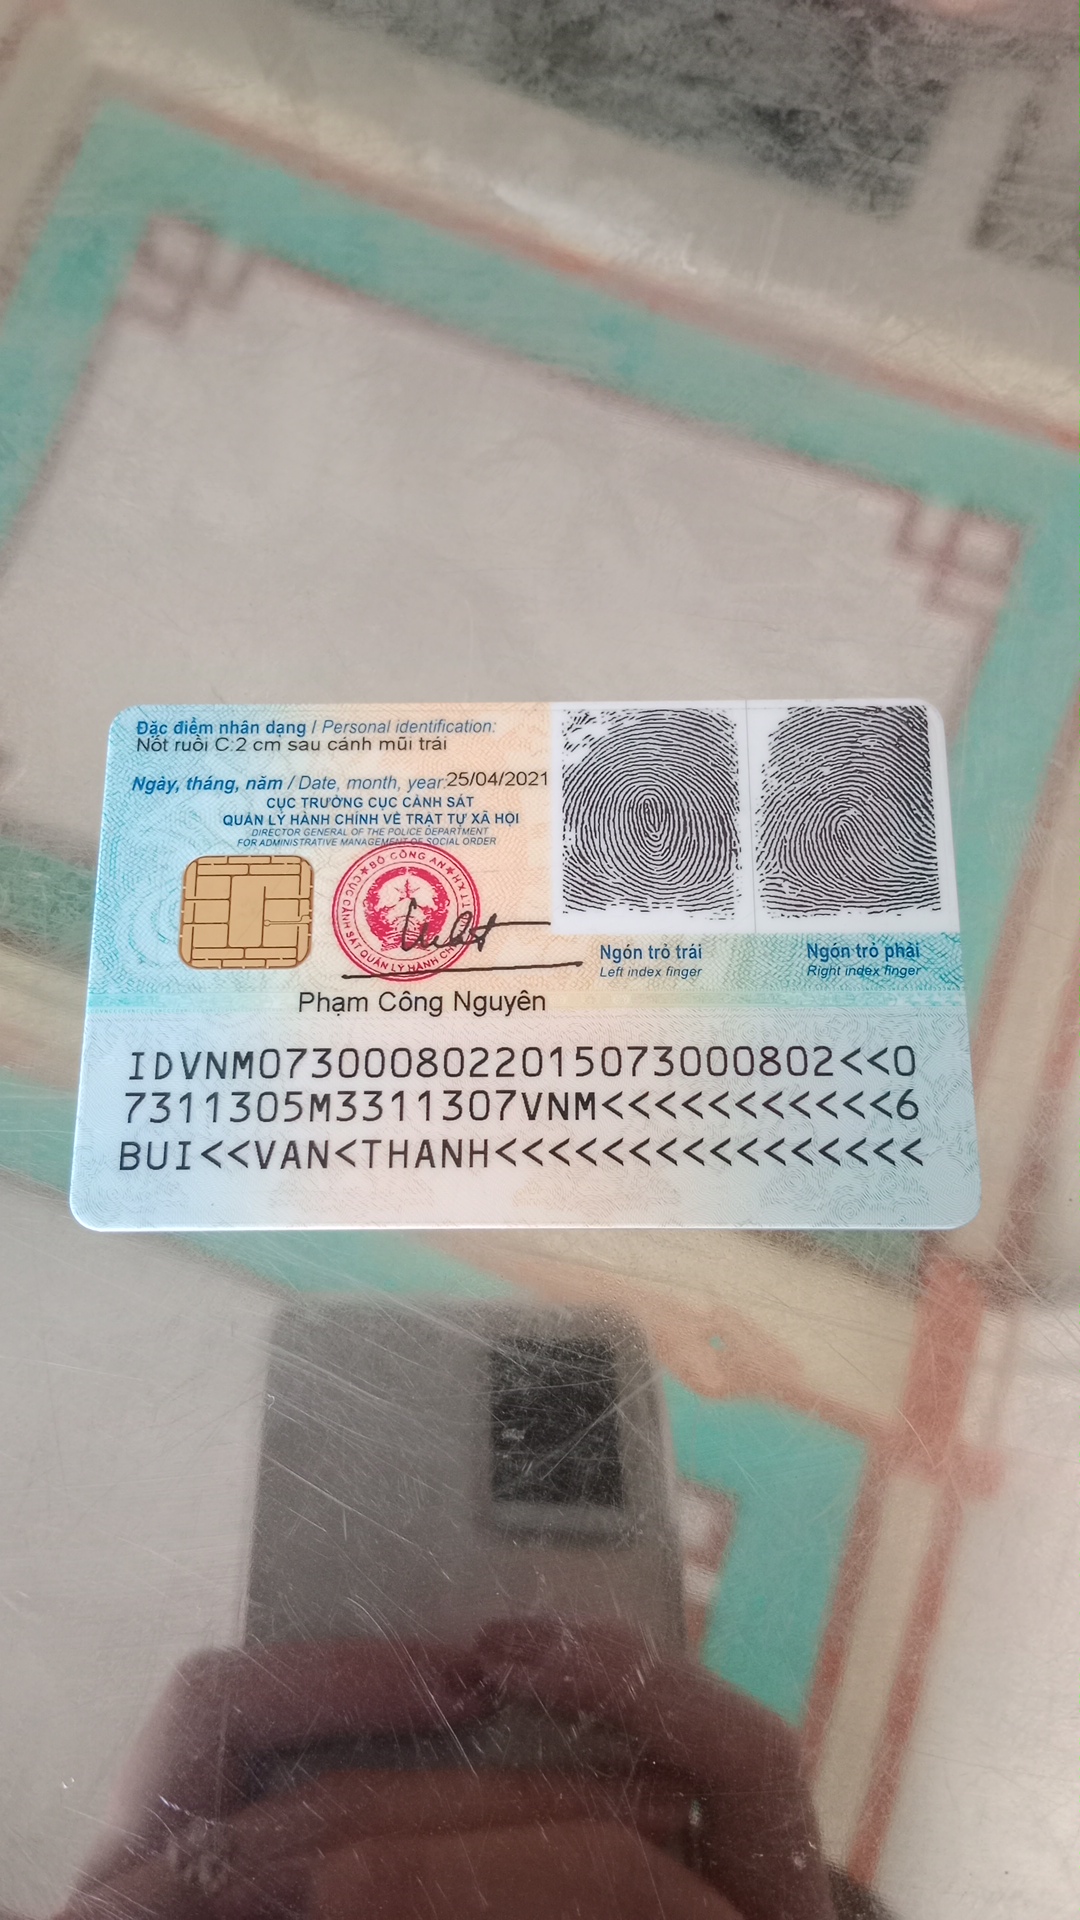 Đặc điểm nhân dạng / Personal identification:
Nốt ruồi C:2 cm sau cánh mũi trái
Ngày, tháng, năm / Date, month, year: 25/04/2021
CỤC TRƯỞNG CỤC CẢNH SÁT
QUẢN LÝ HÀNH CHÍNH VỀ TRẬT TỰ XÃ HỘI
DIRECTOR GENERAL OF THE POLICE DEPARTMENT
FOR ADMINISTRATIVE MANAGEMENT OF SOCIAL ORDER
BỘ CÔNG AN
CỤC CẢNH SÁT QUẢN LÝ HÀNH CHÍNH VỀ TTXH
Phạm Công Nguyên
Ngón trỏ trái
Left index finger
Ngón trỏ phải
Right index finger
IDVNM0730008022015073000802<<0
7311305M3311307VNM<<<<<<<<<<<6
BUI<<VAN<THANH<<<<<<<<<<<<<<<<